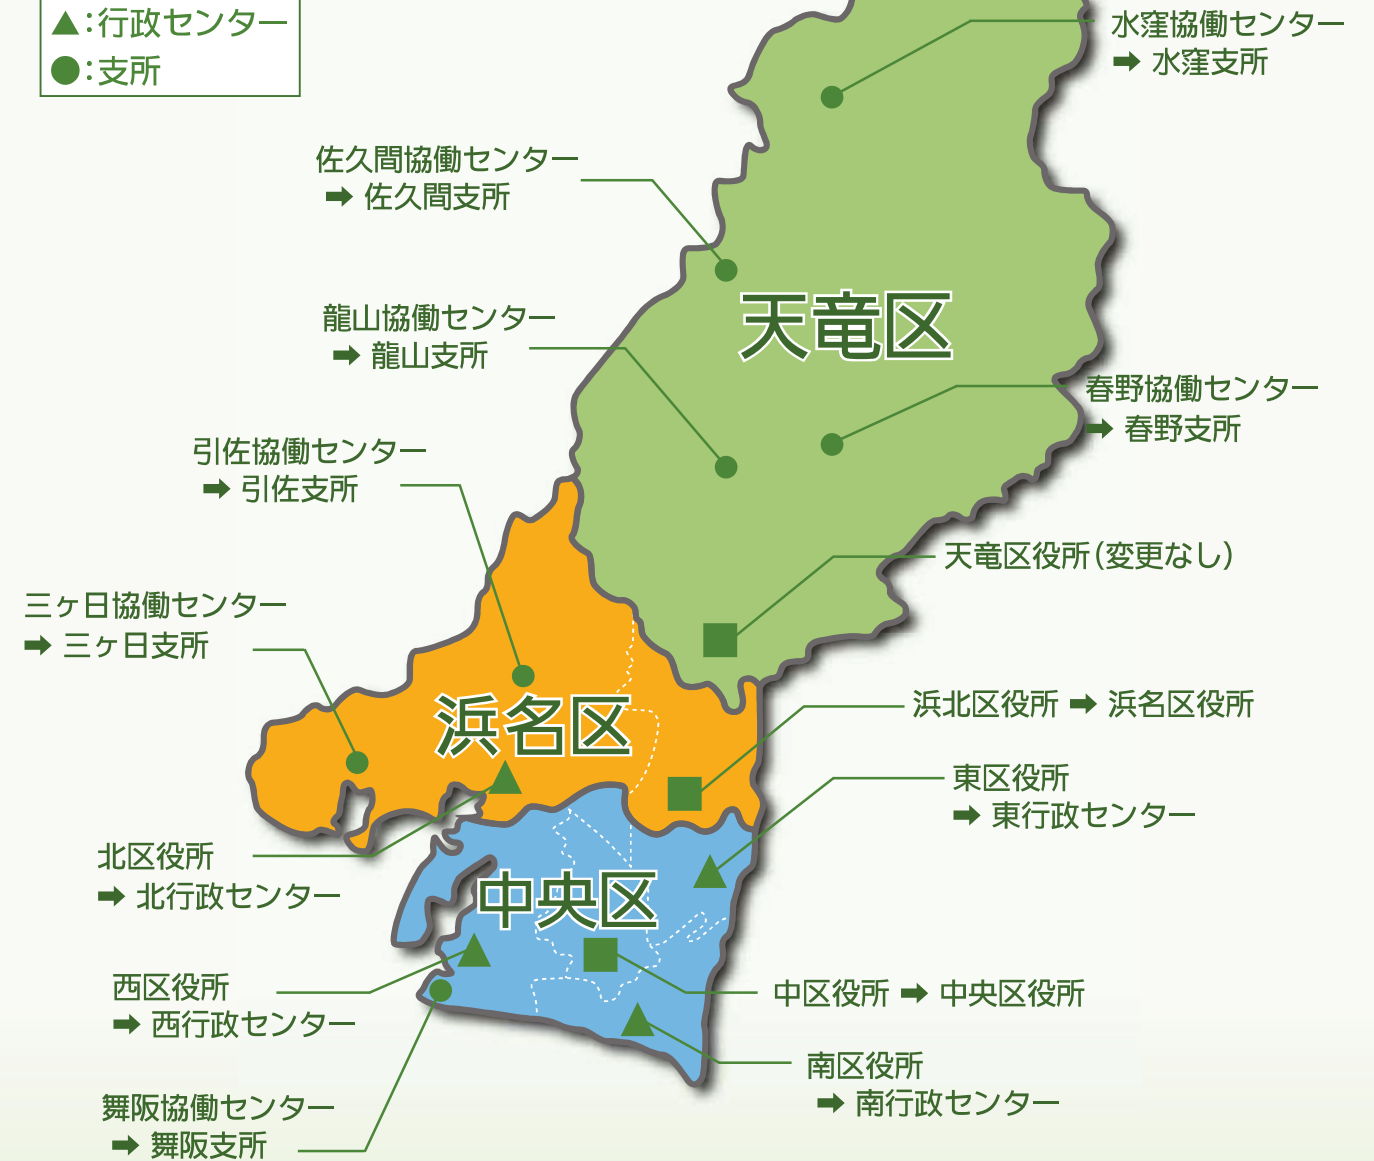 ▲：行政センター
●：支所
水窪協働センター
➡ 水窪支所
佐久間協働センター
➡ 佐久間支所
龍山協働センター
➡ 龍山支所
天竜区
春野協働センター
➡ 春野支所
引佐協働センター
➡ 引佐支所
天竜区役所（変更なし）
三ヶ日協働センター
➡ 三ヶ日支所
浜名区
浜北区役所 ➡ 浜名区役所
東区役所
➡ 東行政センター
北区役所
➡ 北行政センター
中央区
西区役所
➡ 西行政センター
中区役所 ➡ 中央区役所
南区役所
➡ 南行政センター
舞阪協働センター
➡ 舞阪支所